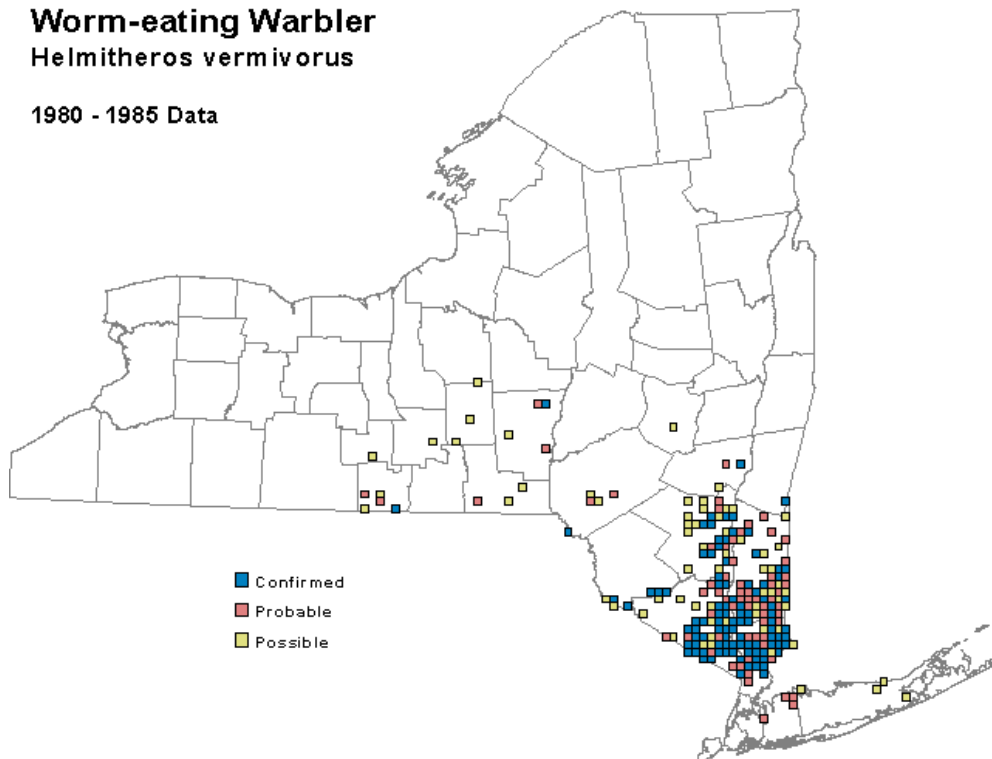 Worm-eating Warbler
Helmitheros vermivorus
1980 - 1985 Data
Confirmed
Probable
Possible